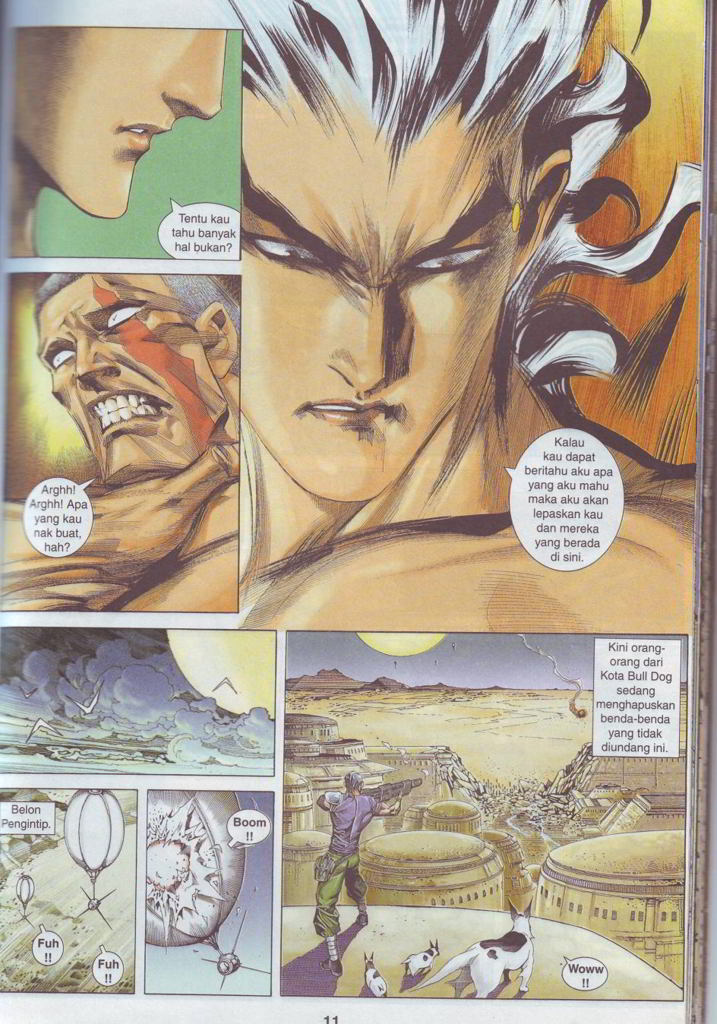 Tentu kau
tahu banyak
hal bukan?
Arghh!
Arghh! Apa
yang kau
nak buat,
hah?
Kalau
kau dapat
beritahu aku apa
yang aku mahu
maka aku akan
lepaskan kau
dan mereka
yang berada
di sini.
Kini orang-
orang dari
Kota Bull Dog
sedang
menghapuskan
benda-benda
yang tidak
diundang ini.
Belon
Pengintip.
Fuh
!!
Fuh
!!
Boom
!!
Woww
!!
11